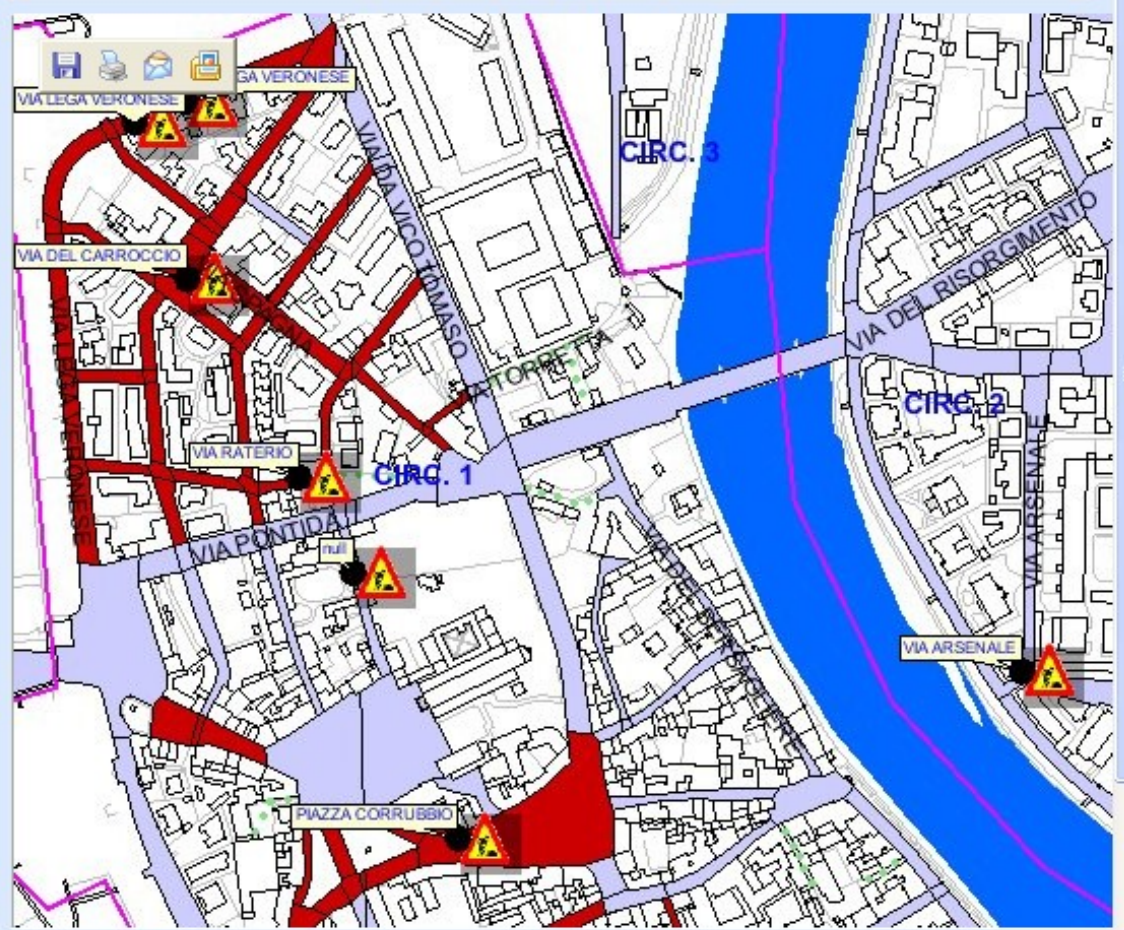 GA VERONESE
VIA LEGA VERONESE
VIA DA VICO TOMASO
CIRC. 3
VIA DEL CARROCCIO
VIA DEL RISORGIMENTO
VIA LEGA VERONESE
TORRETTA
CIRC. 2
VIA RATERIO
CIRC. 1
VIA ARSENALE
VIA PONTIDA
null
VIA ARSENALE
PIAZZA CORRUBBIO